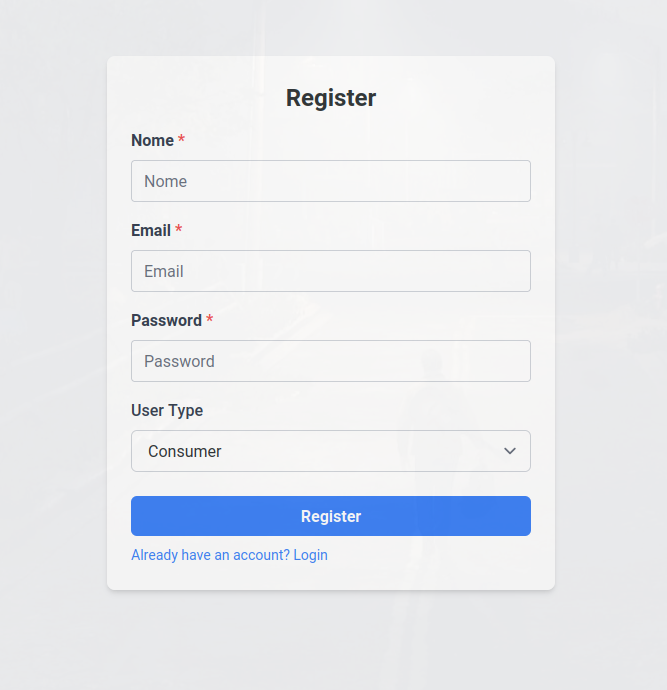 Register
Nome *
Nome
Email *
Email
Password *
Password
User Type
Consumer
Register
Already have an account? Login